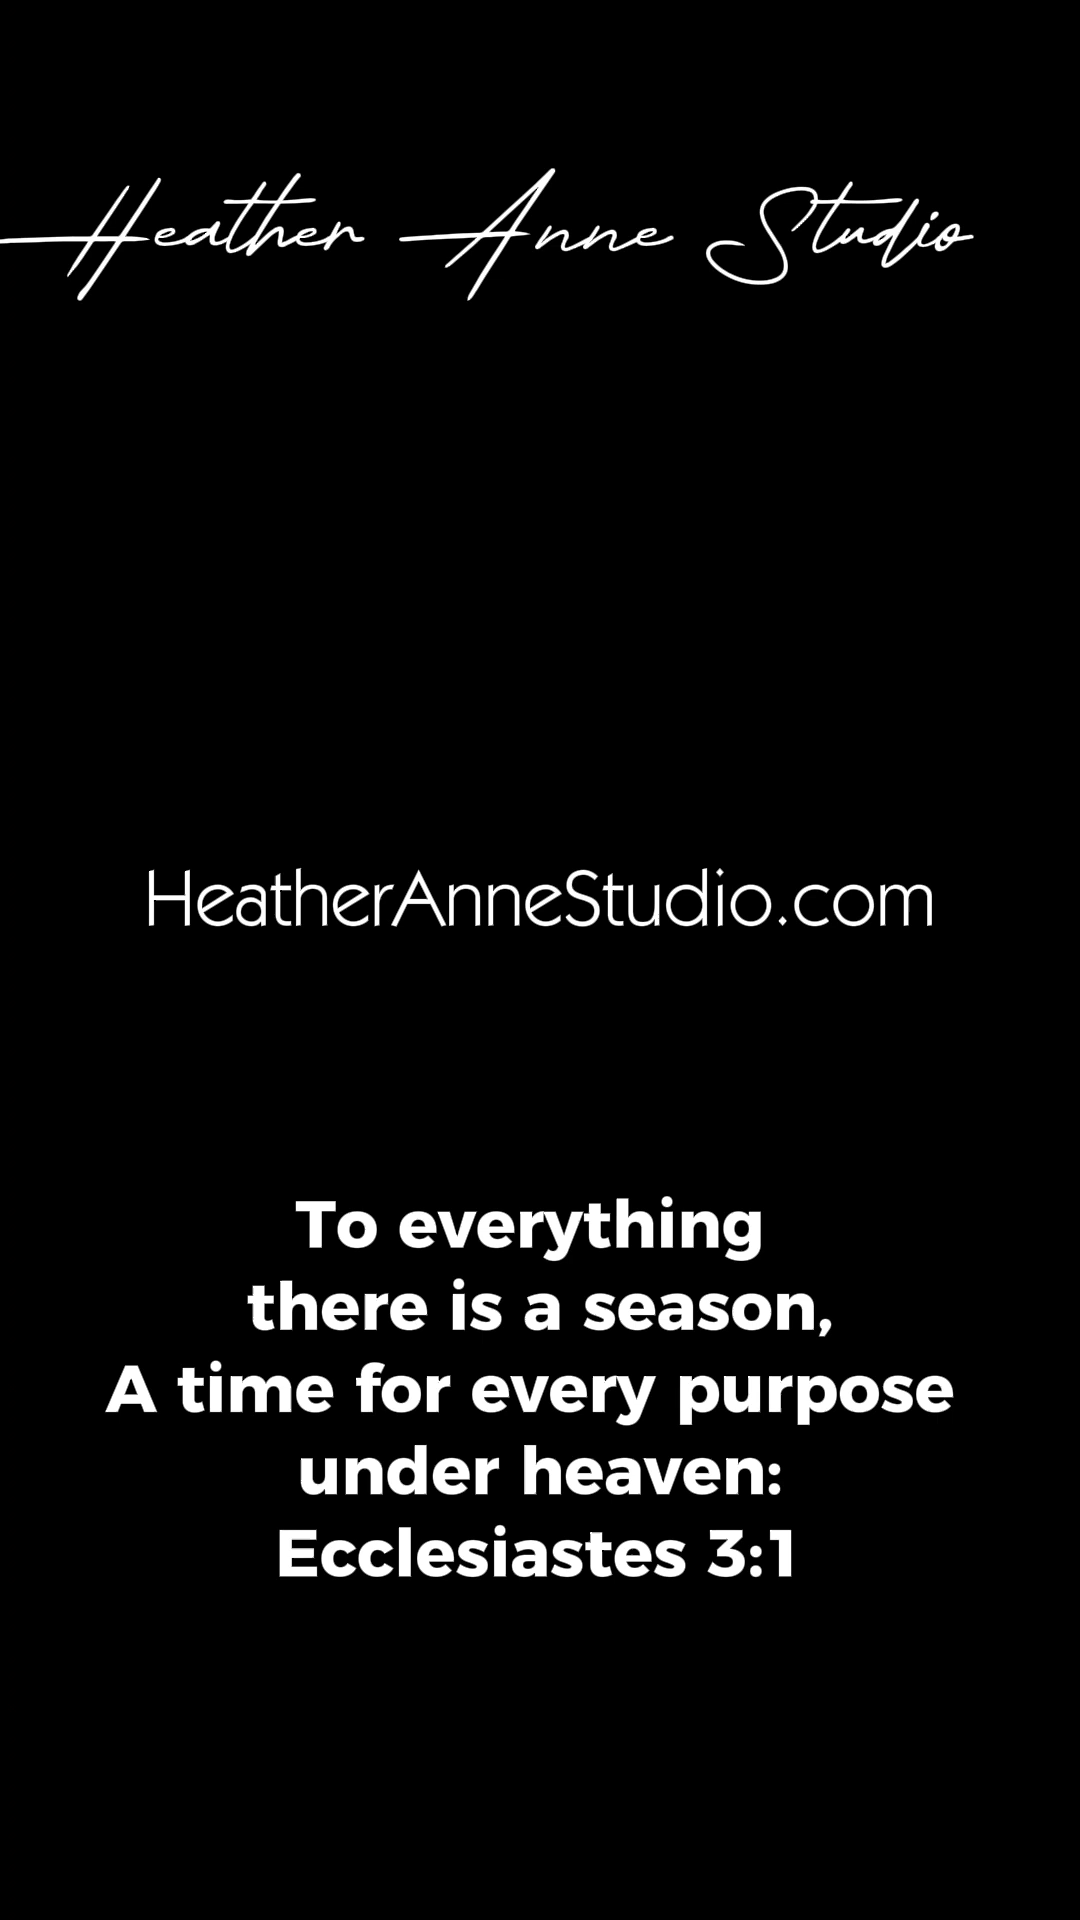 Heather Anne Studio
HeatherAnneStudio.com
To everything
there is a season,
A time for every purpose
under heaven:
Ecclesiastes 3:1